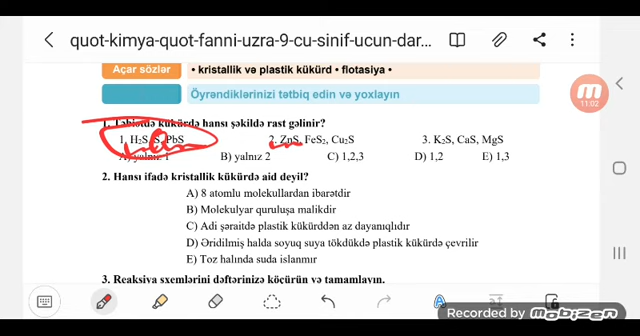 quot-kimya-quot-fanni-uzra-9-cu-sinif-ucun-dar...
Açar sözlər • kristallik və plastik kükürd • flotasiya •
Öyrəndiklərinizi tətbiq edin və yoxlayın
11:02
1. Təbiətdə kükürdə hansı şəkildə rast gəlinir?
1. H₂S, S, PbS 2. ZnS, FeS₂, Cu₂S 3. K₂S, CaS, MgS
A) yalnız 1 B) yalnız 2 C) 1,2,3 D) 1,2 E) 1,3
2. Hansı ifadə kristallik kükürdə aid deyil?
A) 8 atomlu molekullardan ibarətdir
B) Molekulyar quruluşa malikdir
C) Adi şəraitdə plastik kükürddən az dayanıqlıdır
D) Əridilmiş halda soyuq suya tökdükdə plastik kükürdə çevrilir
E) Toz halında suda islanmır
3. Reaksiya sxemlərini dəftərinizə köçürün və tamamlayın.
Recorded by mobizen